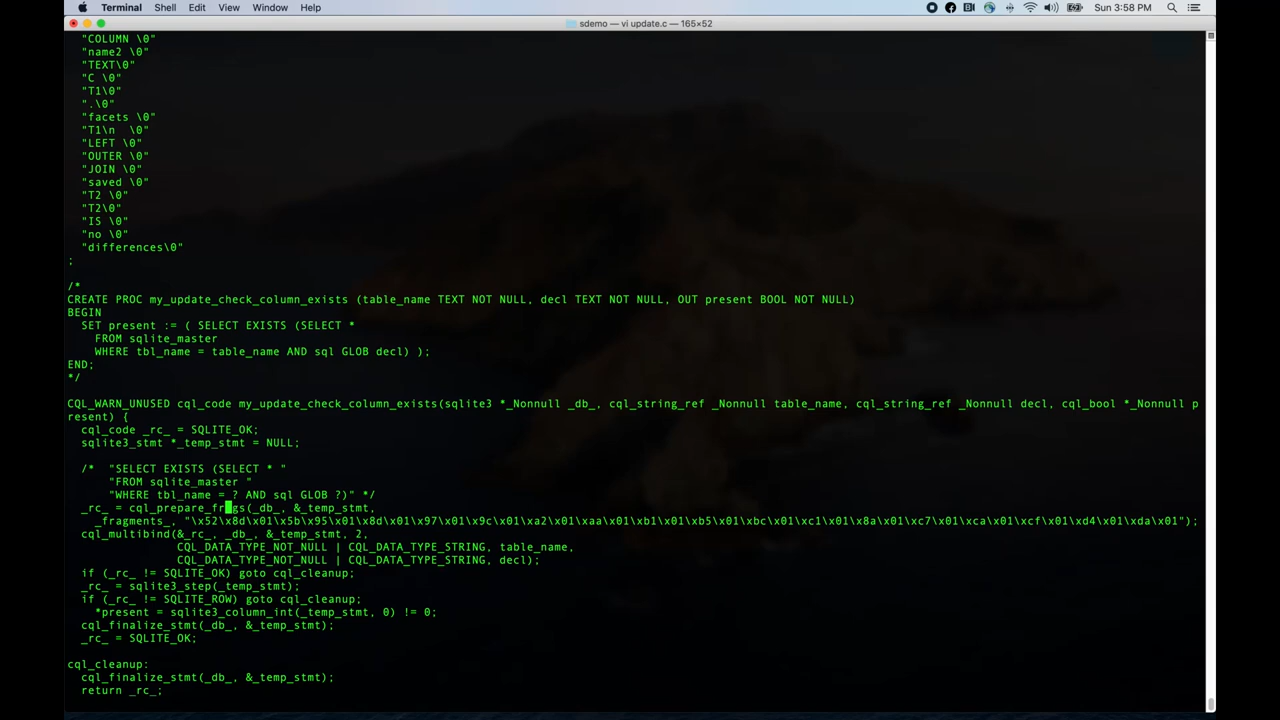 Terminal Shell Edit View Window Help Sun 3:58 PM
sdemo — vi update.c — 165×52
"COLUMN \0"
"name2 \0"
"TEXT\0"
"C \0"
"T1\0"
".\0"
"facets \0"
"T1\n  \0"
"LEFT \0"
"OUTER \0"
"JOIN \0"
"saved \0"
"T2 \0"
"T2\0"
"IS \0"
"no \0"
"differences\0"
;
/*
CREATE PROC my_update_check_column_exists (table_name TEXT NOT NULL, decl TEXT NOT NULL, OUT present BOOL NOT NULL)
BEGIN
SET present := ( SELECT EXISTS (SELECT *
FROM sqlite_master
WHERE tbl_name = table_name AND sql GLOB decl) );
END;
*/
CQL_WARN_UNUSED cql_code my_update_check_column_exists(sqlite3 *_Nonnull _db_, cql_string_ref _Nonnull table_name, cql_string_ref _Nonnull decl, cql_bool *_Nonnull p
resent) {
cql_code _rc_ = SQLITE_OK;
sqlite3_stmt *_temp_stmt = NULL;
/*  "SELECT EXISTS (SELECT * "
"FROM sqlite_master "
"WHERE tbl_name = ? AND sql GLOB ?)" */
_rc_ = cql_prepare_frags(_db_, &_temp_stmt,
_fragments_, "\x52\x8d\x01\x5b\x95\x01\x8d\x01\x97\x01\x9c\x01\xa2\x01\xaa\x01\xb1\x01\xb5\x01\xbc\x01\xc1\x01\x8a\x01\xc7\x01\xca\x01\xcf\x01\xd4\x01\xda\x01");
cql_multibind(&_rc_, _db_, &_temp_stmt, 2,
CQL_DATA_TYPE_NOT_NULL | CQL_DATA_TYPE_STRING, table_name,
CQL_DATA_TYPE_NOT_NULL | CQL_DATA_TYPE_STRING, decl);
if (_rc_ != SQLITE_OK) goto cql_cleanup;
_rc_ = sqlite3_step(_temp_stmt);
if (_rc_ != SQLITE_ROW) goto cql_cleanup;
*present = sqlite3_column_int(_temp_stmt, 0) != 0;
cql_finalize_stmt(_db_, &_temp_stmt);
_rc_ = SQLITE_OK;
cql_cleanup:
cql_finalize_stmt(_db_, &_temp_stmt);
return _rc_;